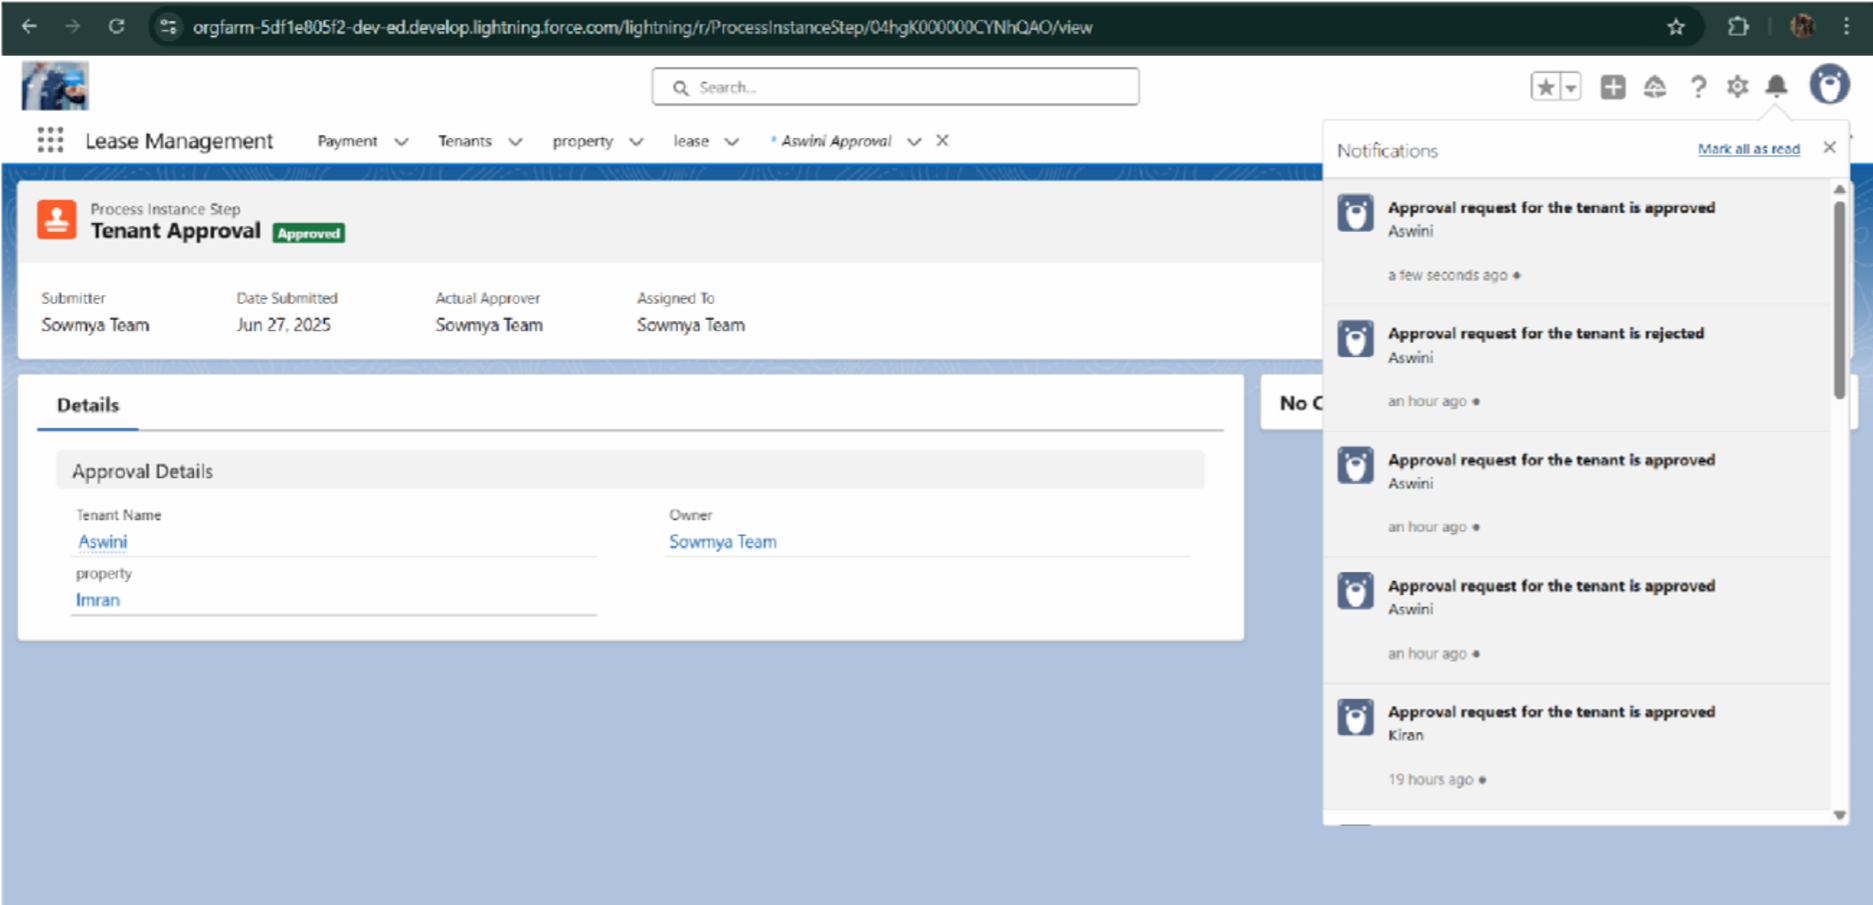 orgfarm-5df1e805f2-dev-ed.develop.lightning.force.com/lightning/r/ProcessInstanceStep/04hgK000000CYNhQAO/view
Search...
Lease Management Payment Tenants property lease * Aswini Approval
Process Instance Step
Tenant Approval Approved
Submitter Date Submitted Actual Approver Assigned To
Sowmya Team Jun 27, 2025 Sowmya Team Sowmya Team
Details
Approval Details
Tenant Name Owner
Aswini Sowmya Team
property
Imran
No
Notifications Mark all as read
Approval request for the tenant is approved
Aswini
a few seconds ago
Approval request for the tenant is rejected
Aswini
an hour ago
Approval request for the tenant is approved
Aswini
an hour ago
Approval request for the tenant is approved
Aswini
an hour ago
Approval request for the tenant is approved
Kiran
19 hours ago